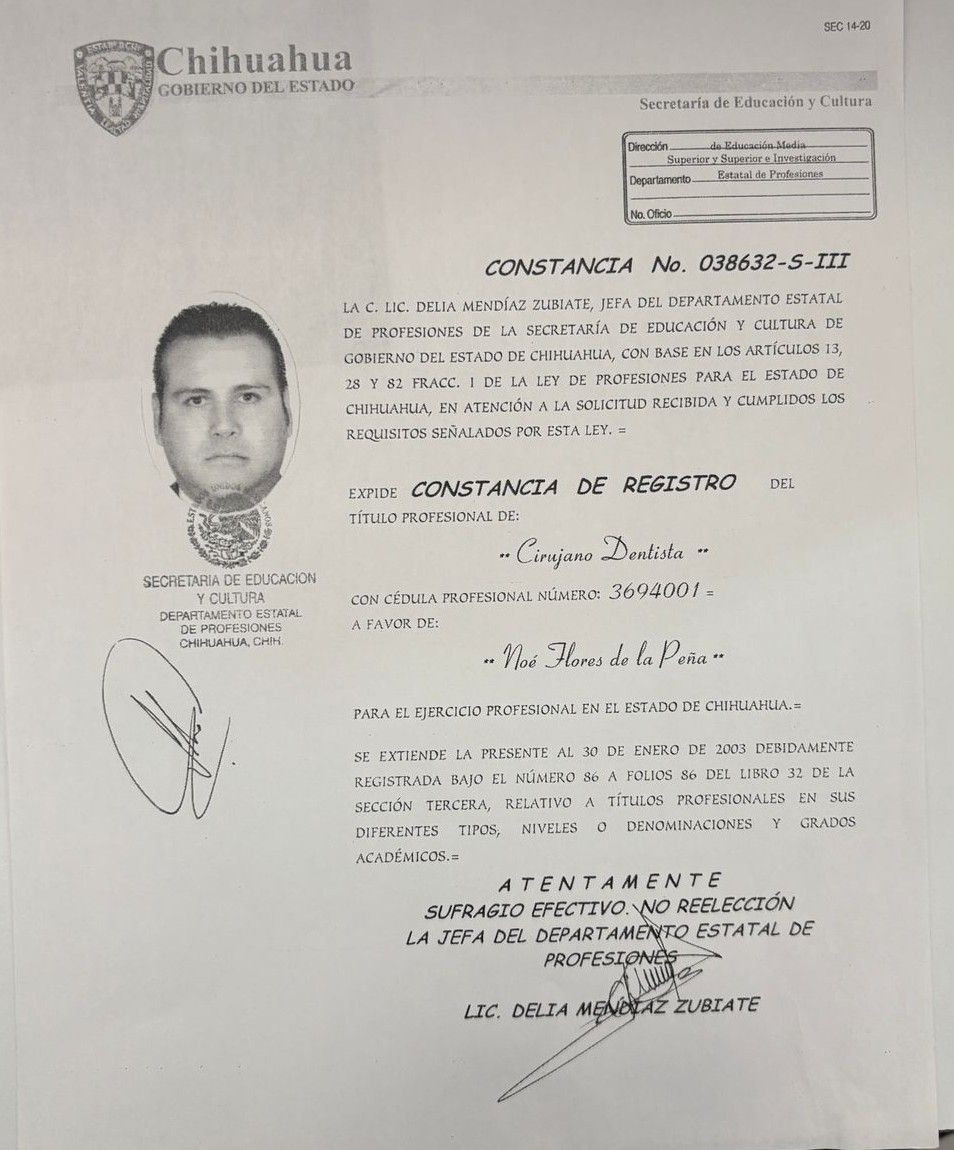 SEC 14-20
Chihuahua
GOBIERNO DEL ESTADO
Secretaría de Educación y Cultura
Dirección de Educación Media
Superior y Superior e Investigación
Departamento Estatal de Profesiones
No. Oficio
CONSTANCIA No. 038632-S-III
LA C. LIC. DELIA MENDÍAZ ZUBIATE, JEFA DEL DEPARTAMENTO ESTATAL
DE PROFESIONES DE LA SECRETARÍA DE EDUCACIÓN Y CULTURA DE
GOBIERNO DEL ESTADO DE CHIHUAHUA, CON BASE EN LOS ARTÍCULOS 13,
28 Y 82 FRACC. I DE LA LEY DE PROFESIONES PARA EL ESTADO DE
CHIHUAHUA, EN ATENCIÓN A LA SOLICITUD RECIBIDA Y CUMPLIDOS LOS
REQUISITOS SEÑALADOS POR ESTA LEY. =
EXPIDE CONSTANCIA DE REGISTRO DEL
TÍTULO PROFESIONAL DE:
" Cirujano Dentista "
CON CÉDULA PROFESIONAL NÚMERO: 3694001 =
A FAVOR DE:
" Noé Flores de la Peña "
PARA EL EJERCICIO PROFESIONAL EN EL ESTADO DE CHIHUAHUA.=
SE EXTIENDE LA PRESENTE AL 30 DE ENERO DE 2003 DEBIDAMENTE
REGISTRADA BAJO EL NÚMERO 86 A FOLIOS 86 DEL LIBRO 32 DE LA
SECCIÓN TERCERA, RELATIVO A TÍTULOS PROFESIONALES EN SUS
DIFERENTES TIPOS, NIVELES O DENOMINACIONES Y GRADOS
ACADÉMICOS.=
SECRETARIA DE EDUCACION
Y CULTURA
DEPARTAMENTO ESTATAL
DE PROFESIONES
CHIHUAHUA, CHIH.
ATENTAMENTE
SUFRAGIO EFECTIVO. NO REELECCIÓN
LA JEFA DEL DEPARTAMENTO ESTATAL DE
PROFESIONES
LIC. DELIA MENDÍAZ ZUBIATE